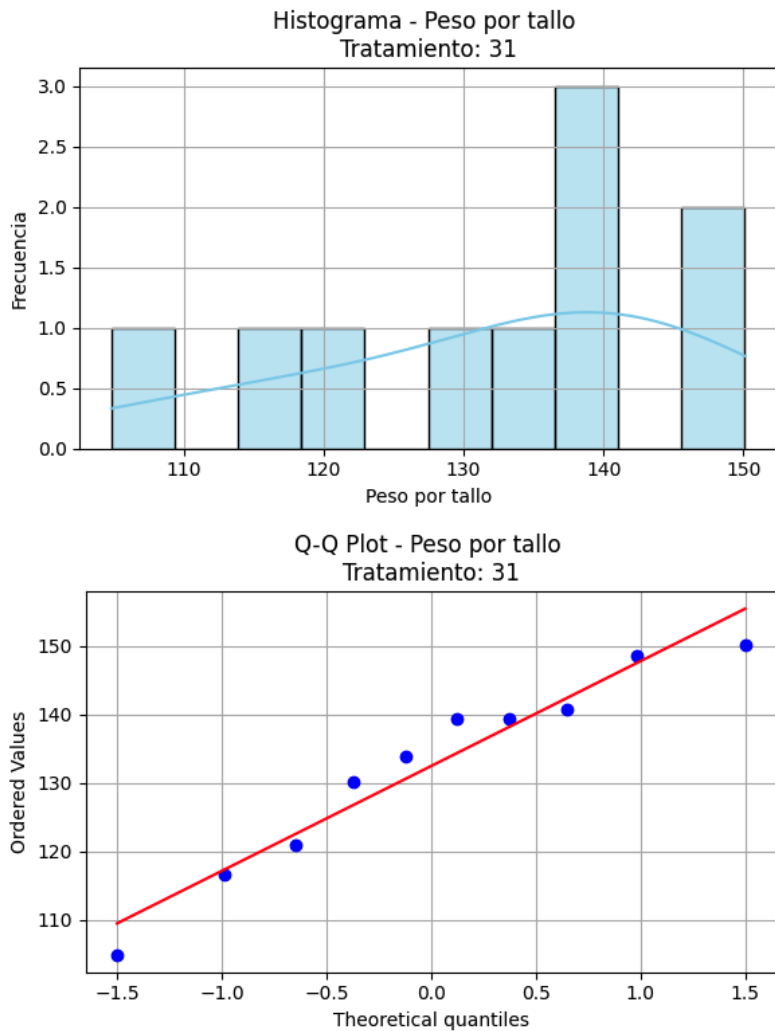 Histograma - Peso por tallo
Tratamiento: 31
Frecuencia
3.0
2.5
2.0
1.5
1.0
0.5
0.0
110 120 130 140 150
Peso por tallo
Q-Q Plot - Peso por tallo
Tratamiento: 31
Ordered Values
150
140
130
120
110
−1.5 −1.0 −0.5 0.0 0.5 1.0 1.5
Theoretical quantiles